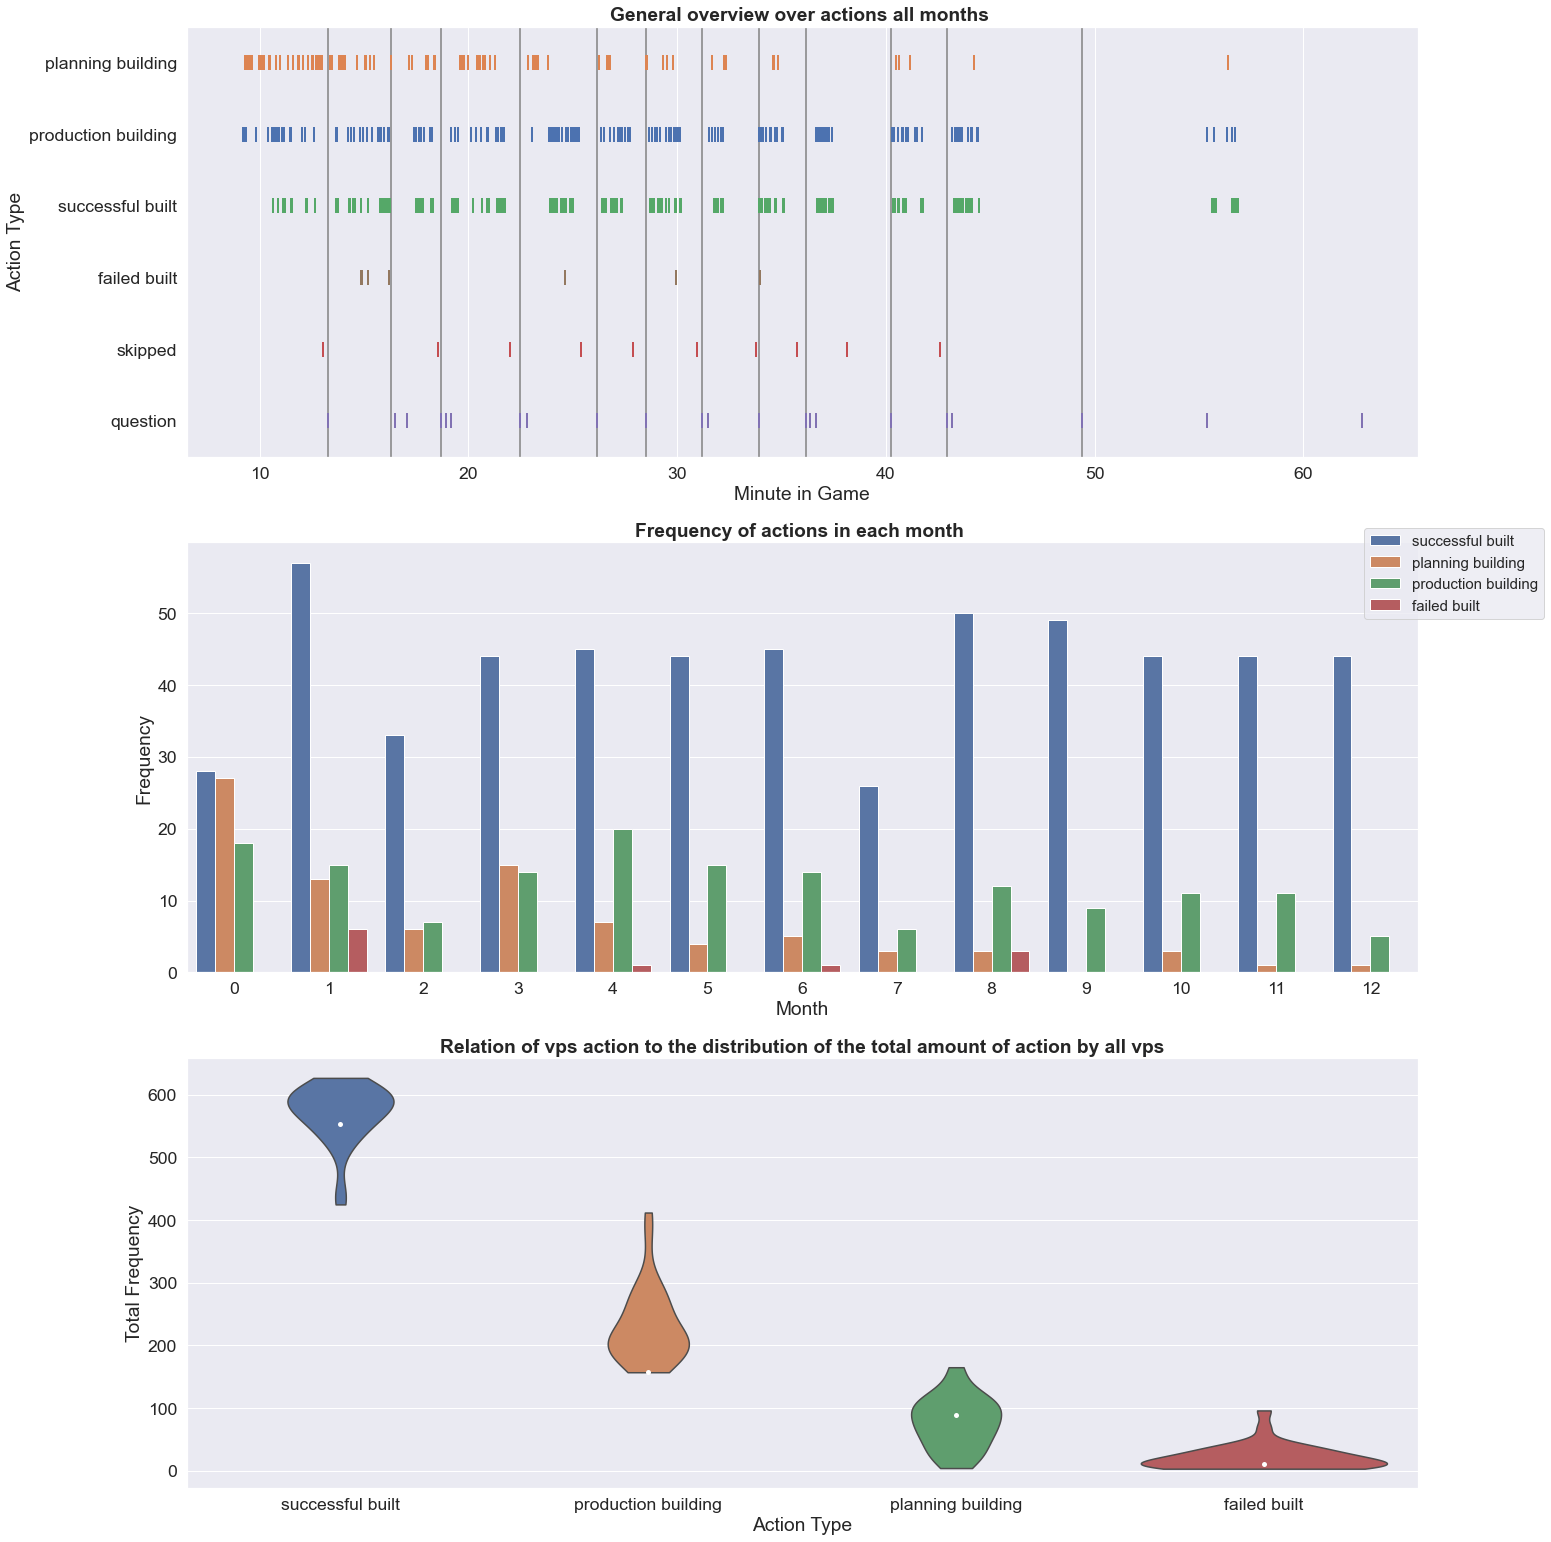 General overview over actions all months
planning building
production building
successful built
failed built
skipped
question
Action Type
10 20 30 40 50 60
Minute in Game
Frequency of actions in each month
successful built
planning building
production building
failed built
50
40
30
20
10
0
Frequency
0 1 2 3 4 5 6 7 8 9 10 11 12
Month
Relation of vps action to the distribution of the total amount of action by all vps
600
500
400
300
200
100
0
Total Frequency
successful built production building planning building failed built
Action Type